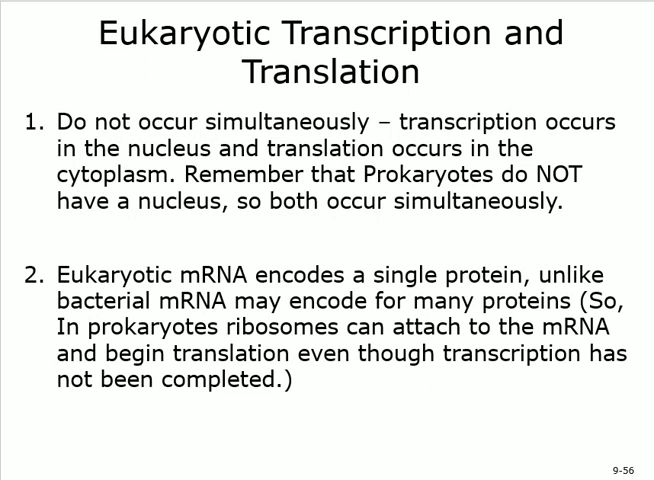 Eukaryotic Transcription and
Translation
1. Do not occur simultaneously – transcription occurs
in the nucleus and translation occurs in the
cytoplasm. Remember that Prokaryotes do NOT
have a nucleus, so both occur simultaneously.
2. Eukaryotic mRNA encodes a single protein, unlike
bacterial mRNA may encode for many proteins (So,
In prokaryotes ribosomes can attach to the mRNA
and begin translation even though transcription has
not been completed.)
9-56